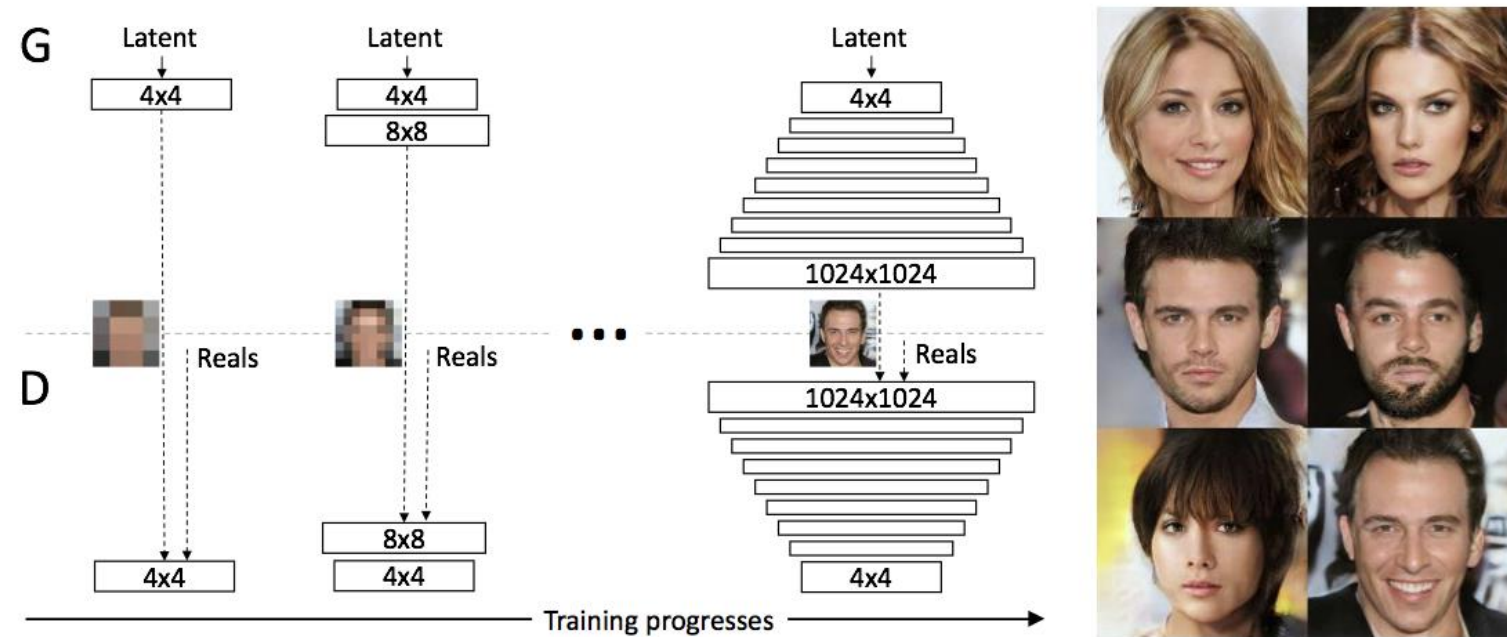 G
Latent
Latent
Latent
4x4
4x4
4x4
8x8
1024x1024
...
Reals
Reals
Reals
D
1024x1024
8x8
4x4
4x4
4x4
Training progresses